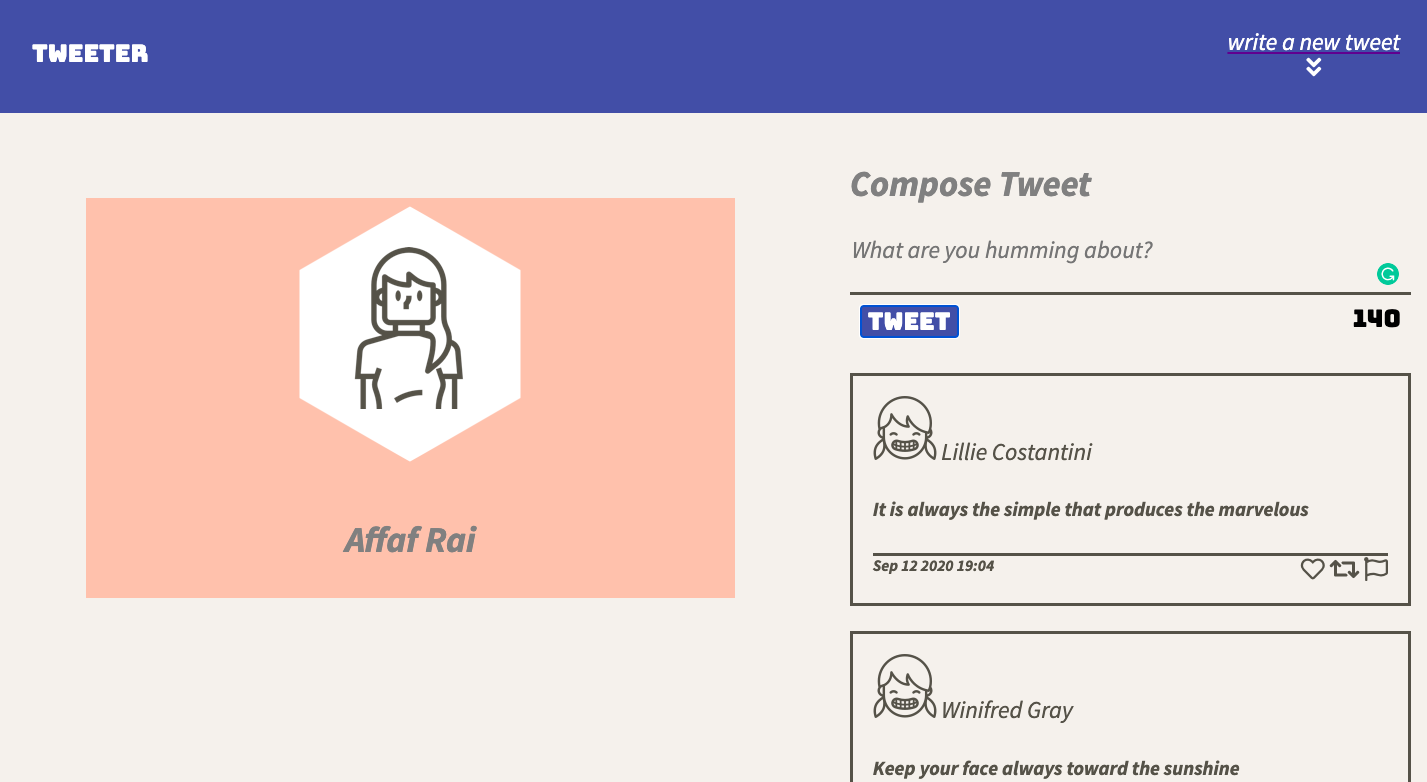 TWEETER
write a new tweet
Affaf Rai
Compose Tweet
What are you humming about?
TWEET
140
Lillie Costantini
It is always the simple that produces the marvelous
Sep 12 2020 19:04
Winifred Gray
Keep your face always toward the sunshine